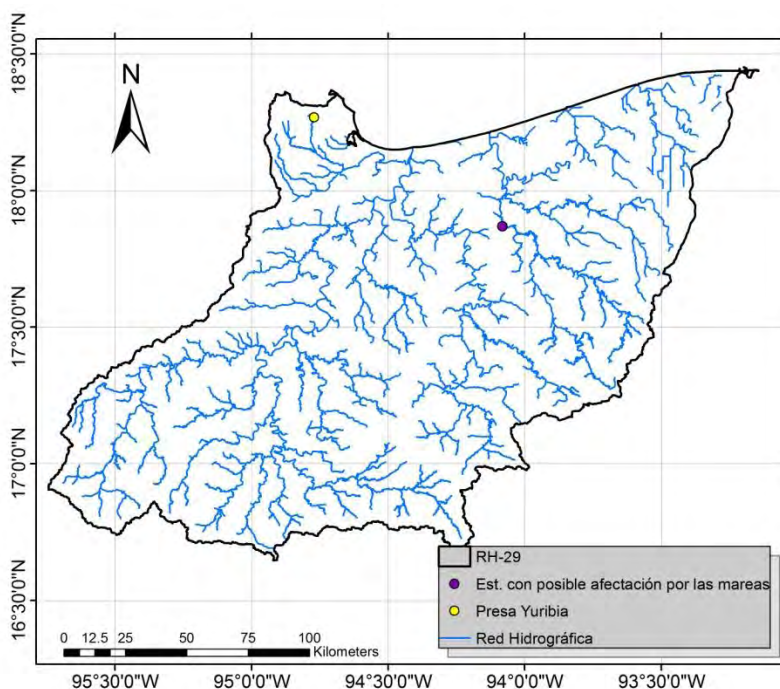 N
18°30'0"N
18°0'0"N
17°30'0"N
17°0'0"N
16°30'0"N
RH-29
Est. con posible afectación por las mareas
Presa Yuribia
Red Hidrográfica
0 12.5 25 50 75 100
Kilometers
95°30'0"W 95°0'0"W 94°30'0"W 94°0'0"W 93°30'0"W